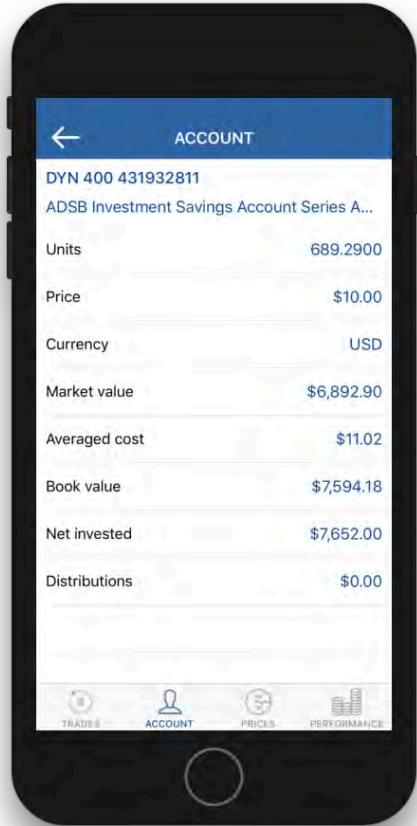 ACCOUNT
DYN 400 431932811
ADSB Investment Savings Account Series A...
Units 689.2900
Price $10.00
Currency USD
Market value $6,892.90
Averaged cost $11.02
Book value $7,594.18
Net invested $7,652.00
Distributions $0.00
TRADES ACCOUNT PRICES PERFORMANCE